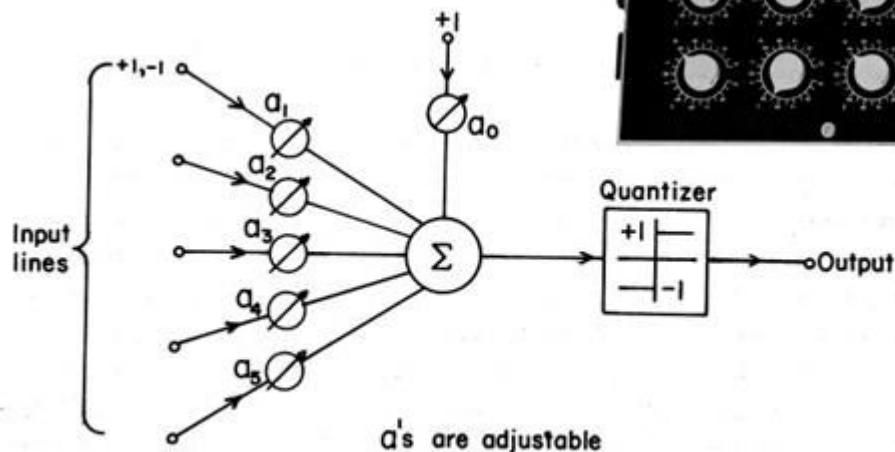 +1
+1,-1
a₁
a₀
a₂
Quantizer
+1
-1
a₃
Input
lines
Σ
Output
a₄
a₅
a's are adjustable